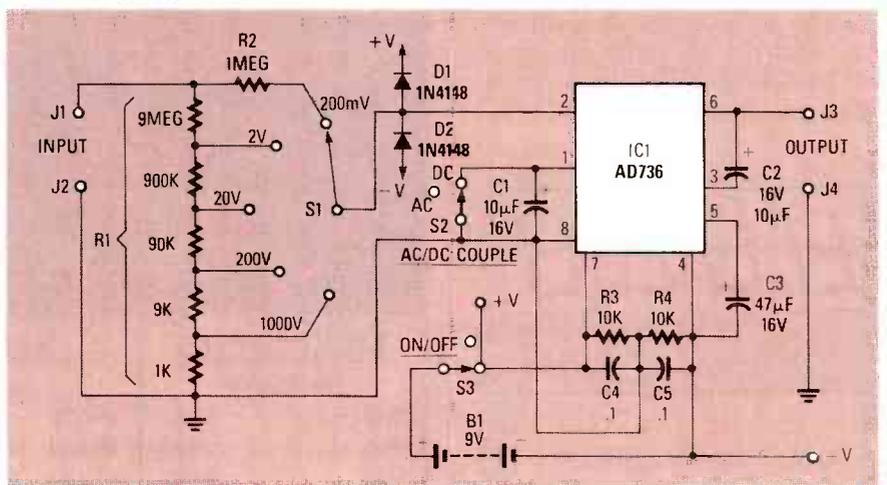 R2
1MEG
+V
D1
1N4148
J1
9MEG
200mV
2
6
J3
INPUT
2V
D2
1N4148
IC1
AD736
OUTPUT
1
DC
-V
3
C2
16V
10µF
J2
900K
20V
S1
AC
C1
10µF
16V
+
+
J4
5
R1
90K
S2
8
200V
AC/DC COUPLE
7
4
C3
47µF
16V
+
9K
1000V
+V
R3
10K
R4
10K
ON/OFF
1K
S3
C4
.1
C5
.1
B1
9V
+
-
-V